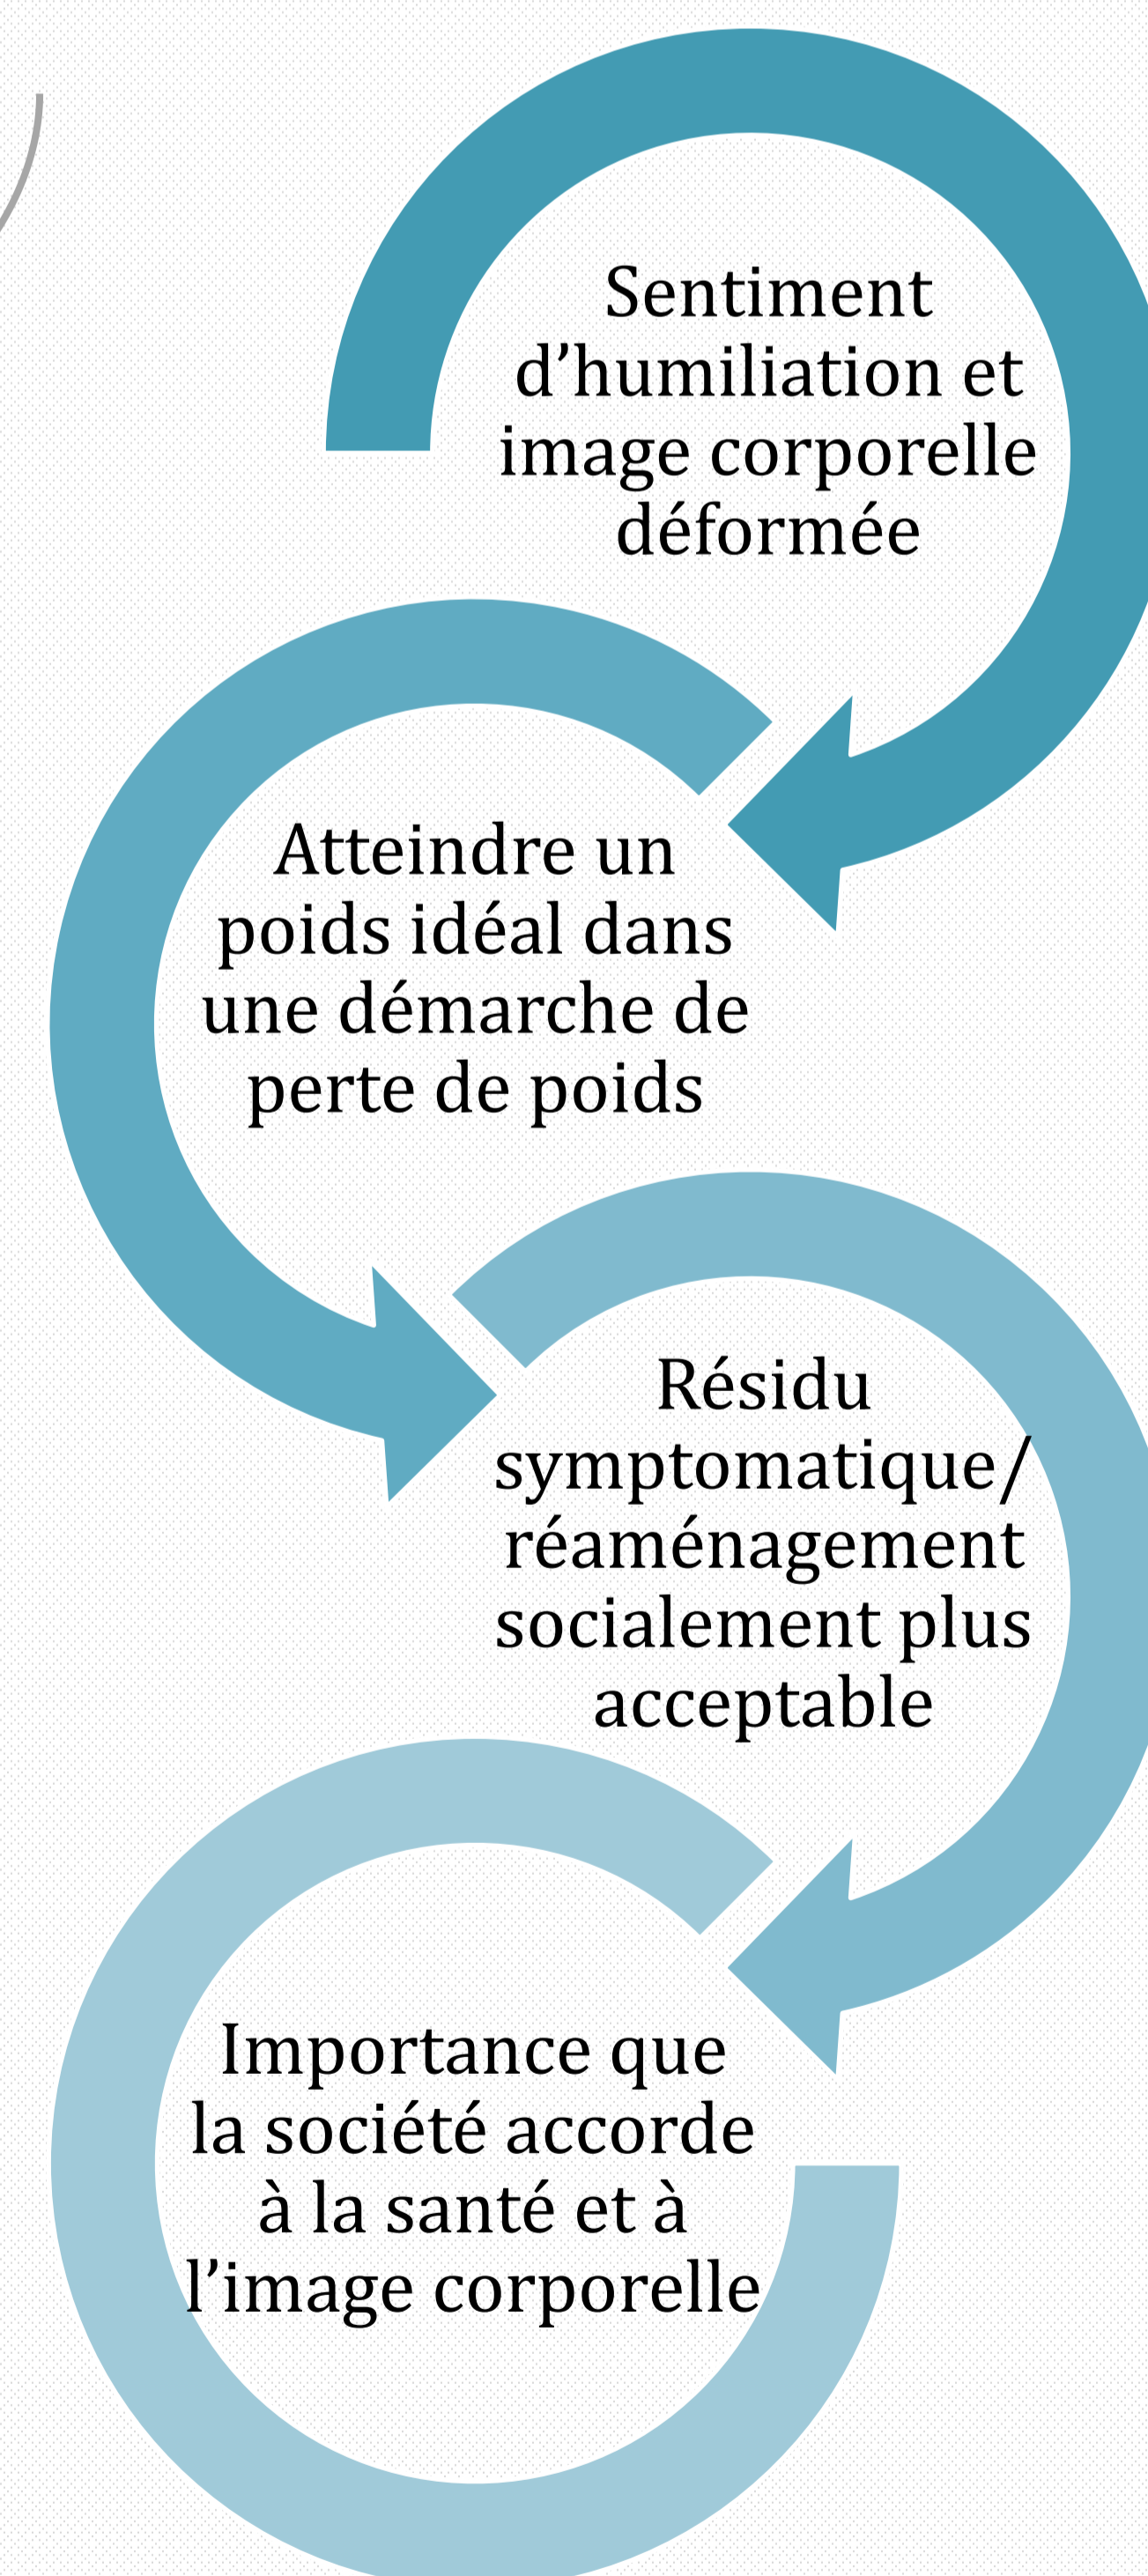 Sentiment
d’humiliation et
image corporelle
déformée
Atteindre un
poids idéal dans
une démarche de
perte de poids
Résidu
symptomatique/
réaménagement
socialement plus
acceptable
Importance que
la société accorde
à la santé et à
l’image corporelle